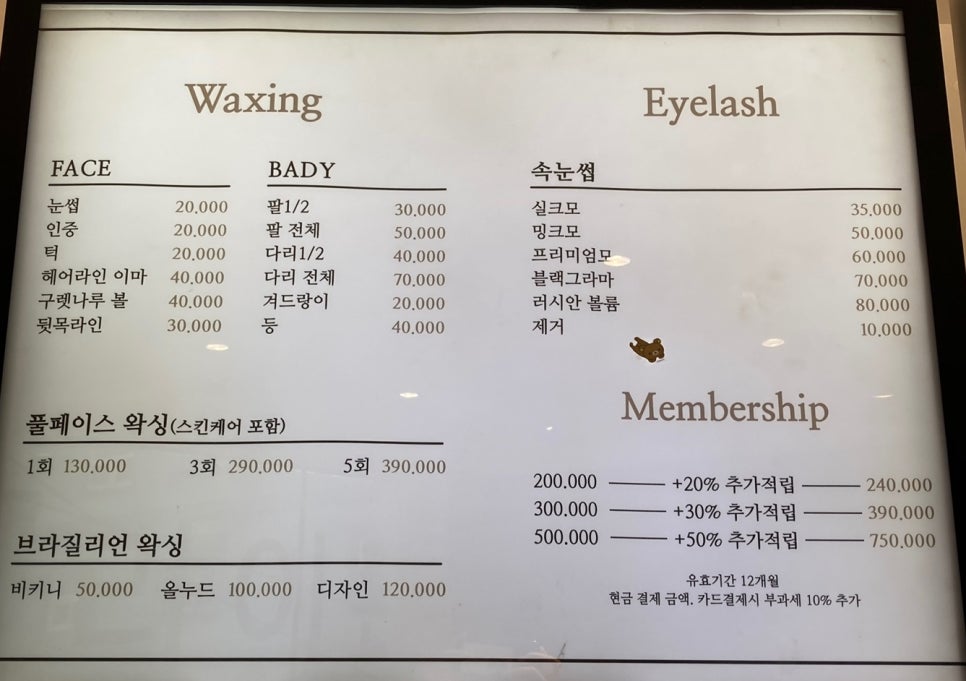 Waxing
FACE
눈썹 20,000
인중 20,000
턱 20,000
헤어라인 이마 40,000
구렛나루 볼 40,000
뒷목라인 30,000
BADY
팔1/2 30,000
팔 전체 50,000
다리1/2 40,000
다리 전체 70,000
겨드랑이 20,000
등 40,000
풀페이스 왁싱(스킨케어 포함)
1회 130,000 3회 290,000 5회 390,000
브라질리언 왁싱
비키니 50,000 올누드 100,000 디자인 120,000
Eyelash
속눈썹
실크모 35,000
밍크모 50,000
프리미엄모 60,000
블랙그라마 70,000
러시안 볼륨 80,000
제거 10,000
Membership
200.000 +20% 추가적립 240.000
300.000 +30% 추가적립 390,000
500.000 +50% 추가적립 750,000
유효기간 12개월
현금 결제 금액. 카드결제시 부과세 10% 추가